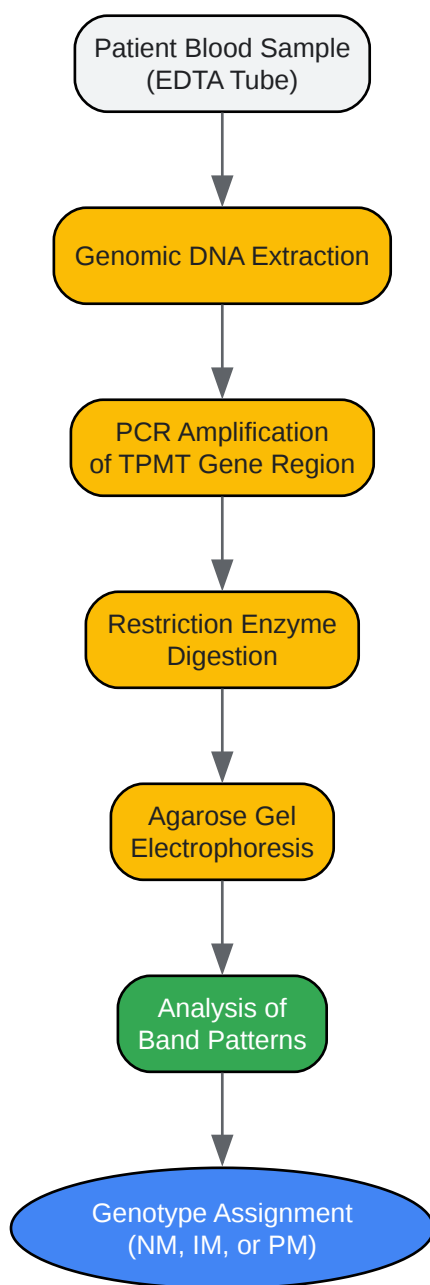 Patient Blood Sample
(EDTA Tube)
Genomic DNA Extraction
PCR Amplification
of TPMT Gene Region
Restriction Enzyme
Digestion
Agarose Gel
Electrophoresis
Analysis of
Band Patterns
Genotype Assignment
(NM, IM, or PM)